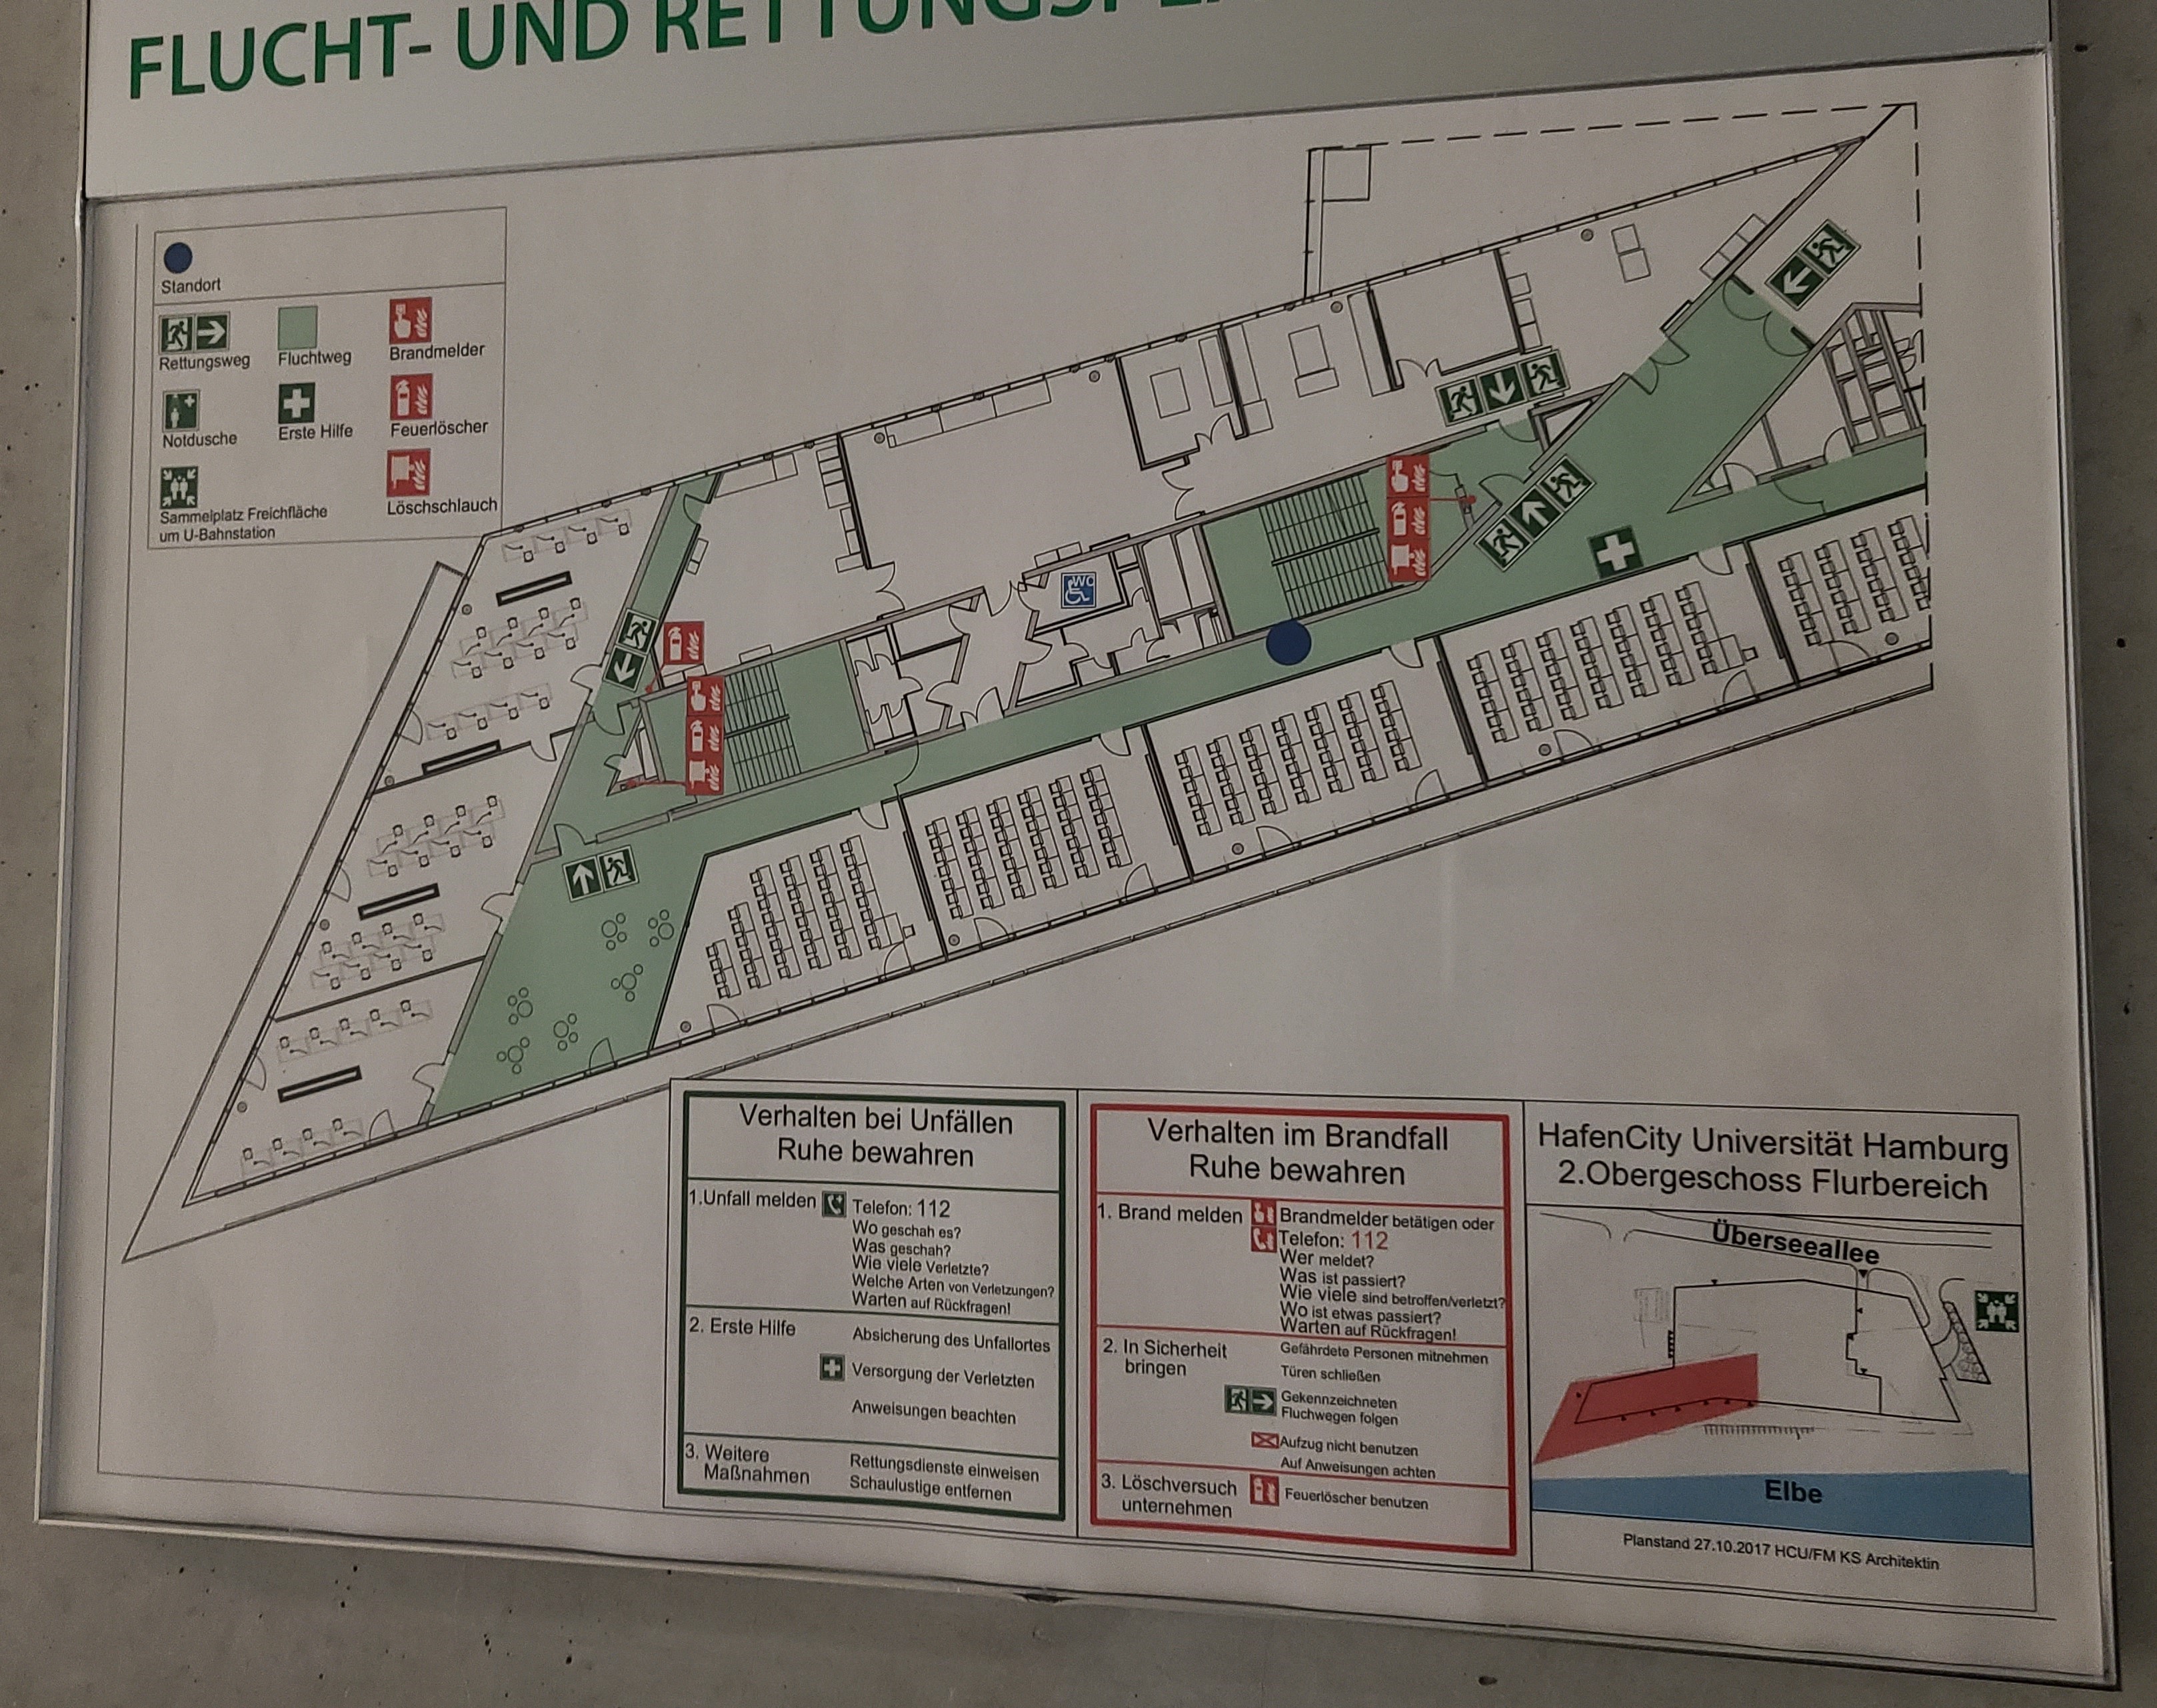 FLUCHT- UND RETTUNGSPL
Standort
Rettungsweg
Fluchtweg
Brandmelder
Notdusche
Erste Hilfe
Feuerlöscher
Sammelplatz Freichfläche
um U-Bahnstation
Löschschlauch
WC
Verhalten bei Unfällen
Ruhe bewahren
1.Unfall melden Telefon: 112
Wo geschah es?
Was geschah?
Wie viele Verletzte?
Welche Arten von Verletzungen?
Warten auf Rückfragen!
2. Erste Hilfe Absicherung des Unfallortes
Versorgung der Verletzten
Anweisungen beachten
3. Weitere Rettungsdienste einweisen
Maßnahmen Schaulustige entfernen
Verhalten im Brandfall
Ruhe bewahren
1. Brand melden Brandmelder betätigen oder
Telefon: 112
Wer meldet?
Was ist passiert?
Wie viele sind betroffen/verletzt?
Wo ist etwas passiert?
Warten auf Rückfragen!
2. In Sicherheit Gefährdete Personen mitnehmen
bringen Türen schließen
Gekennzeichneten
Fluchwegen folgen
Aufzug nicht benutzen
Auf Anweisungen achten
3. Löschversuch Feuerlöscher benutzen
unternehmen
HafenCity Universität Hamburg
2.Obergeschoss Flurbereich
Überseeallee
Elbe
Planstand 27.10.2017 HCU/FM KS Architektin